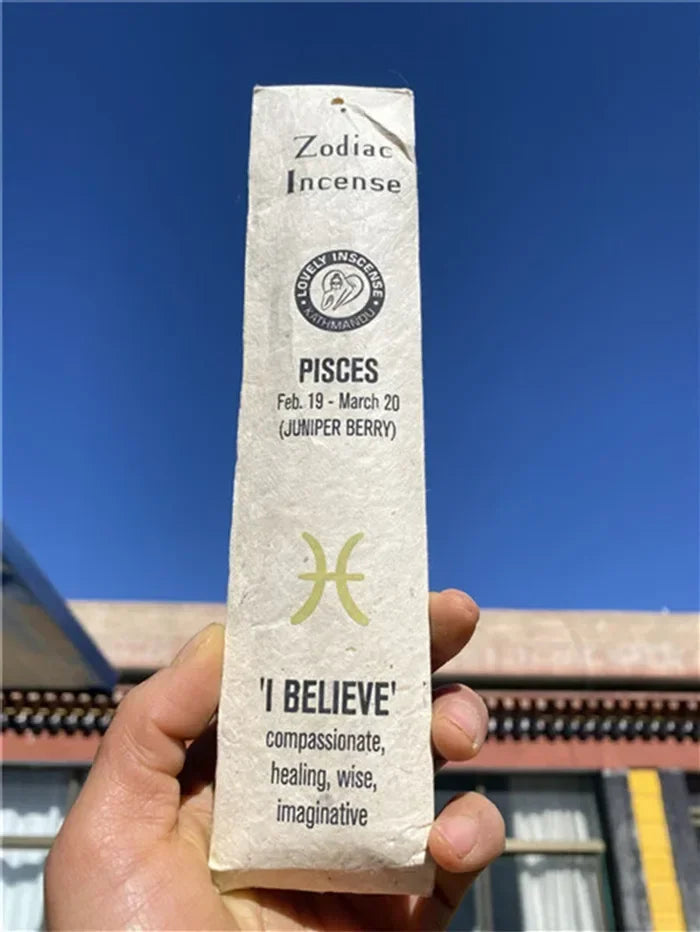 Zodiac
Incense
LOVELY INSCENSE
KATHMANDU
PISCES
Feb. 19 - March 20
(JUNIPER BERRY)
'I BELIEVE'
compassionate,
healing, wise,
imaginative